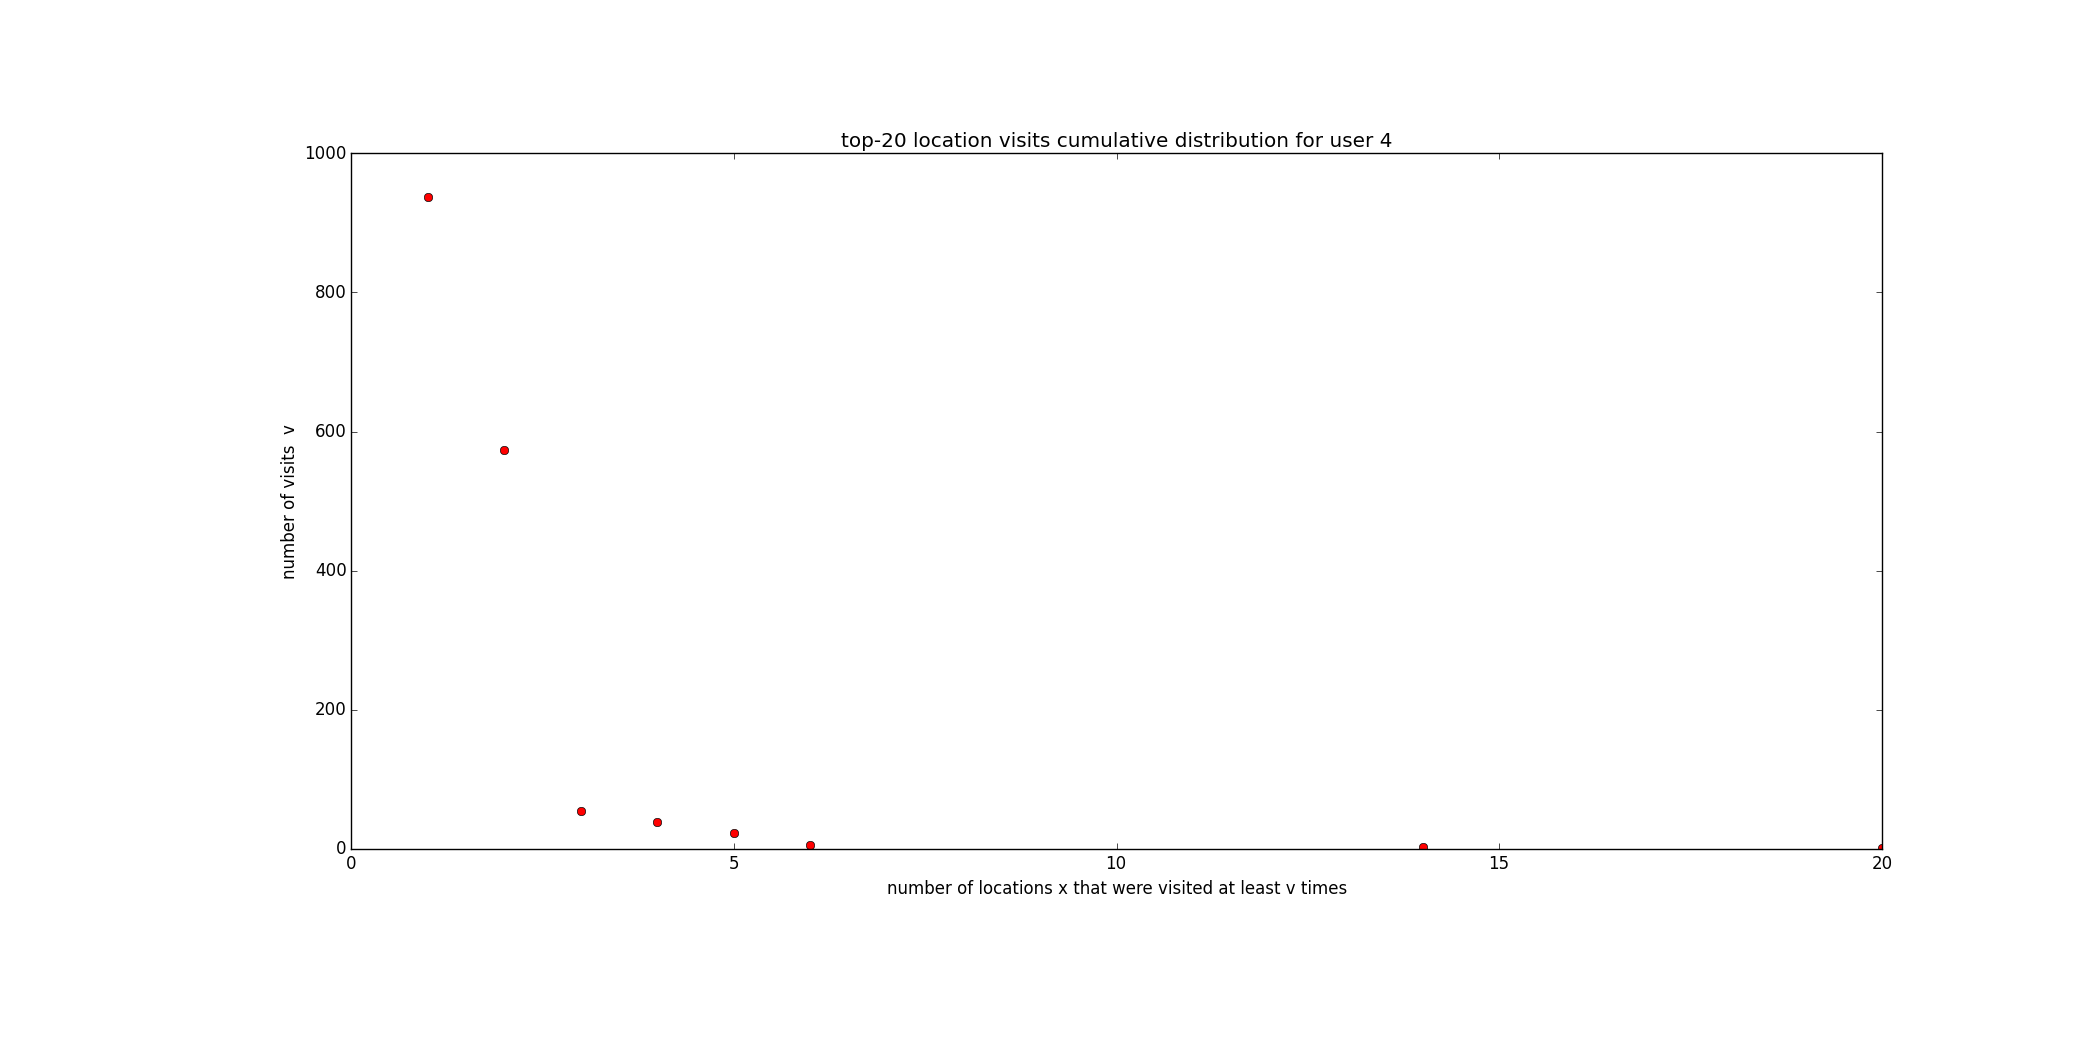 top-20 location visits cumulative distribution for user 4
1000
800
600
400
200
0
number of visits  v
0 5 10 15 20
number of locations x that were visited at least v times